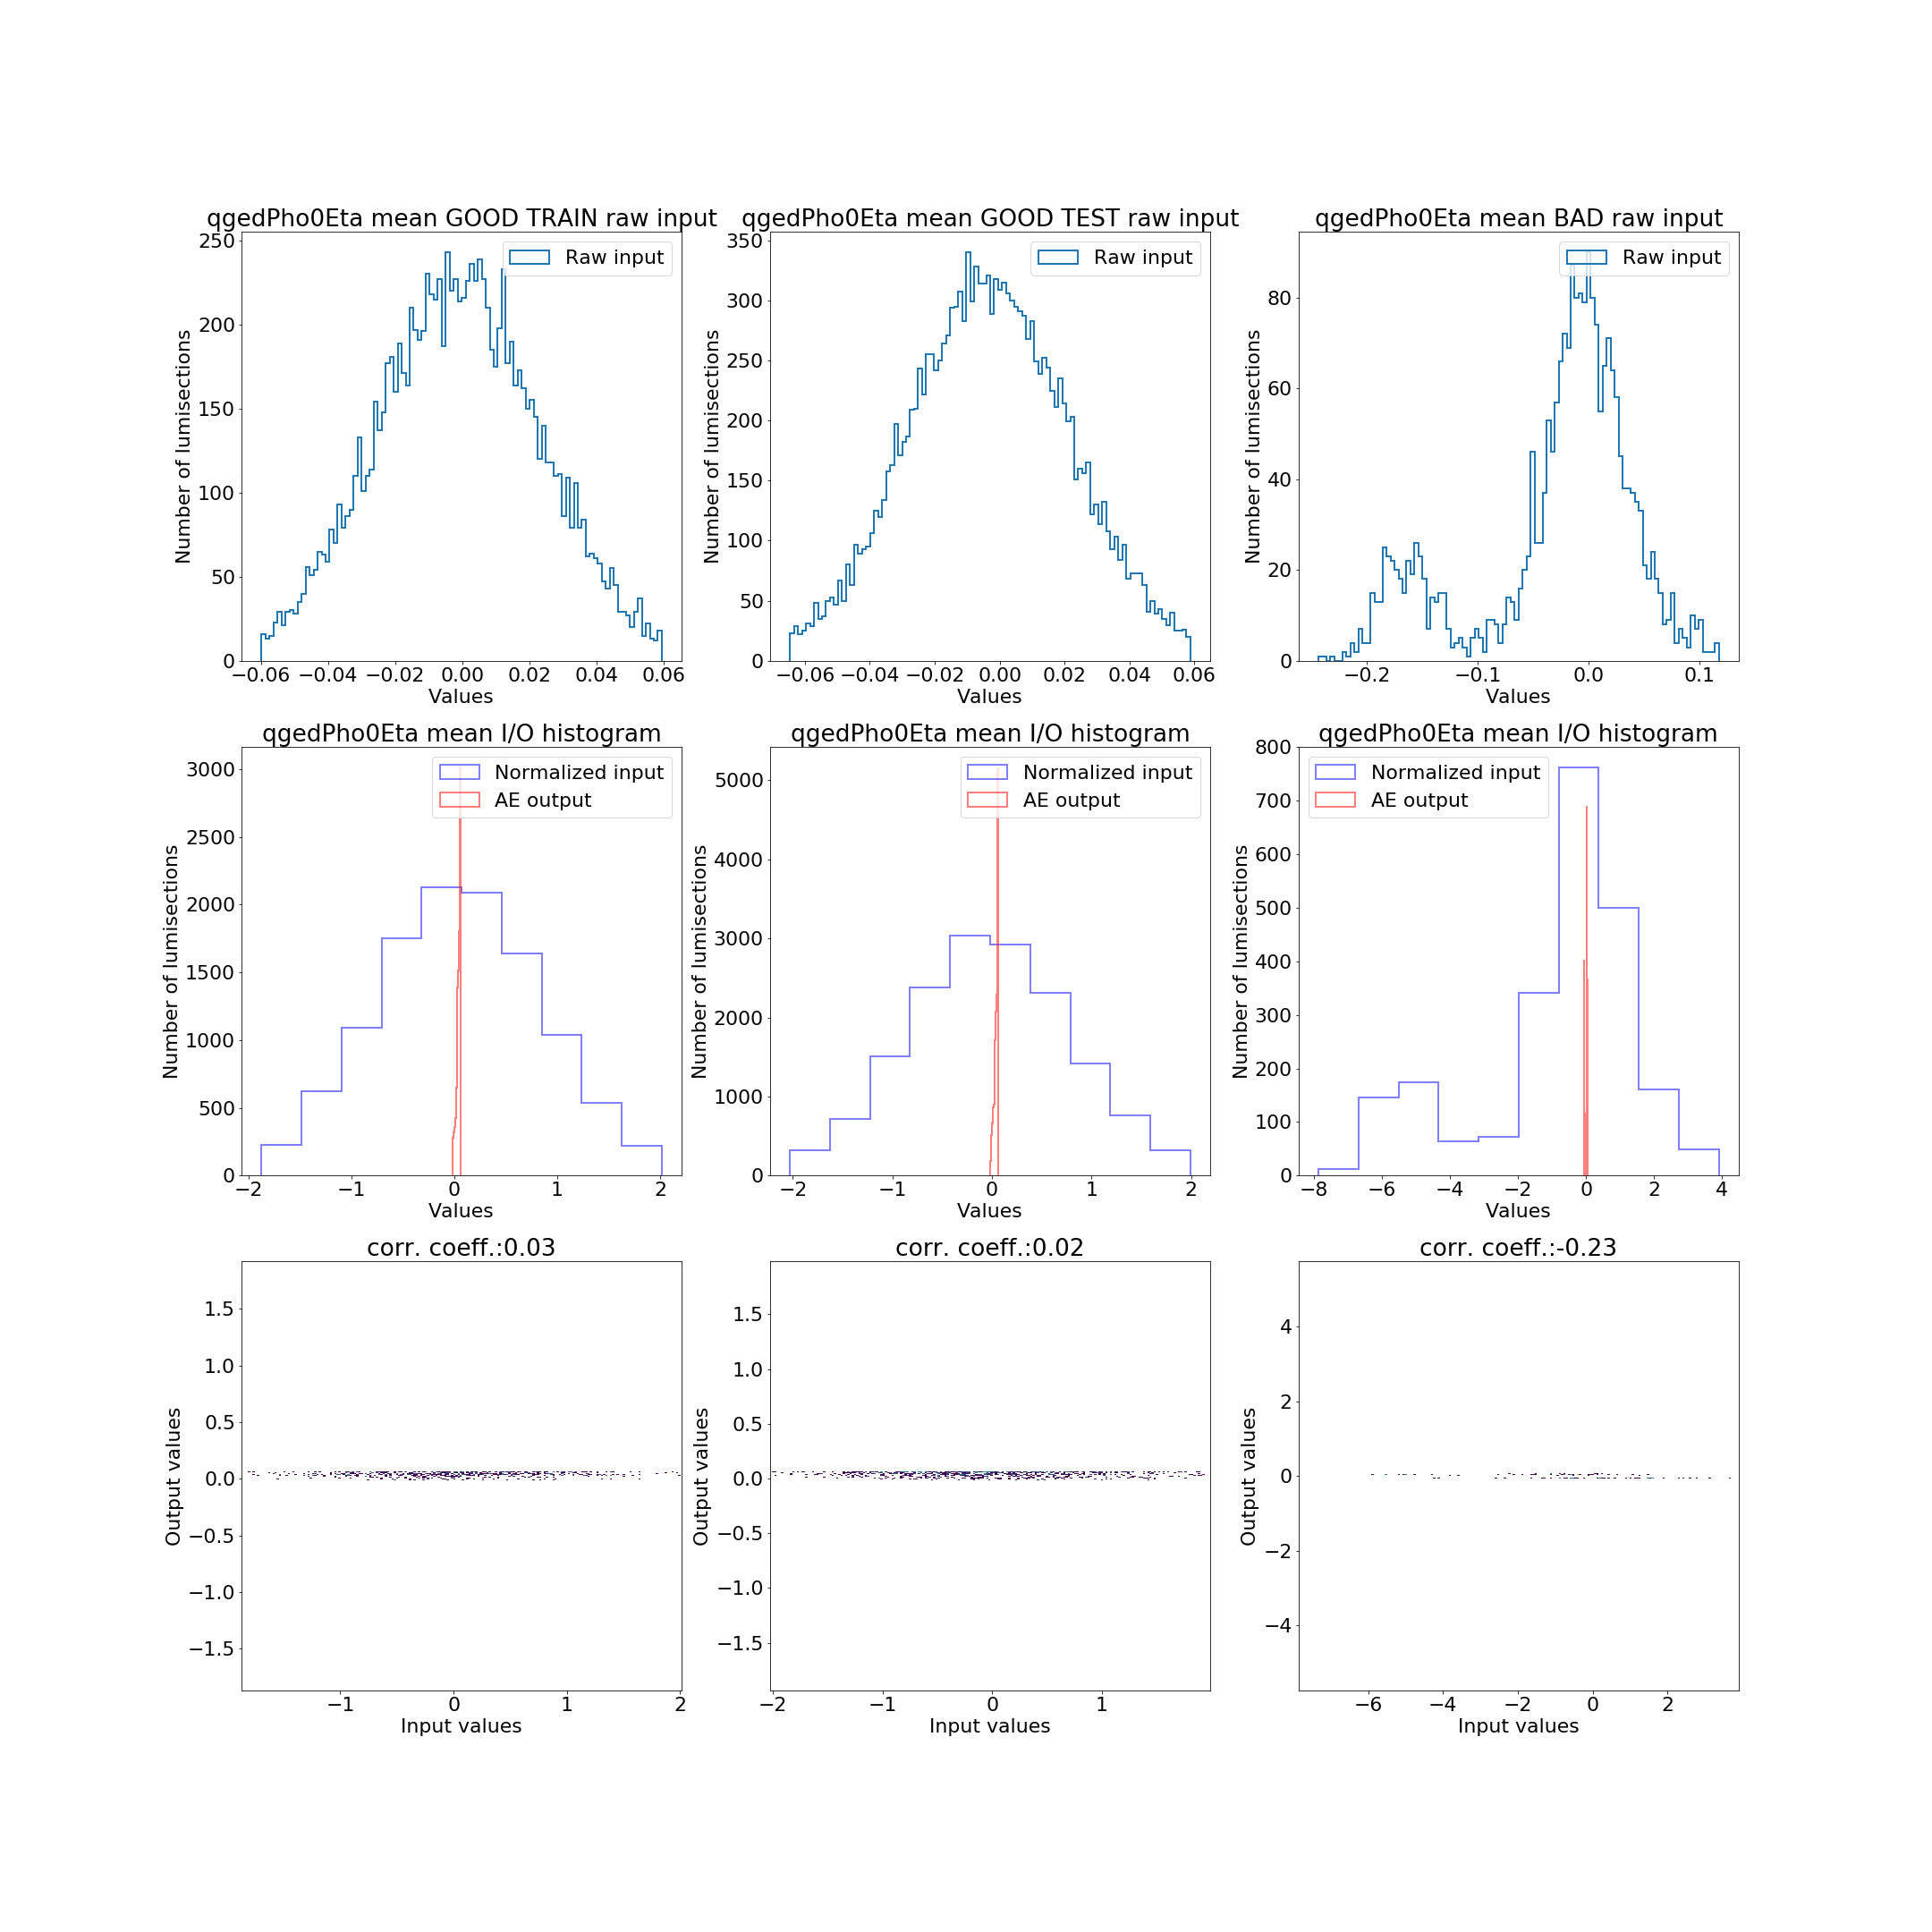 qgedPho0Eta mean GOOD TRAIN raw input
Raw input
Number of lumisections
250
200
150
100
50
0
−0.06 −0.04 −0.02 0.00 0.02 0.04 0.06
Values
qgedPho0Eta mean GOOD TEST raw input
Raw input
Number of lumisections
350
300
250
200
150
100
50
0
−0.06 −0.04 −0.02 0.00 0.02 0.04 0.06
Values
qgedPho0Eta mean BAD raw input
Raw input
Number of lumisections
80
60
40
20
0
−0.2 −0.1 0.0 0.1
Values
qgedPho0Eta mean I/O histogram
Normalized input
AE output
Number of lumisections
3000
2500
2000
1500
1000
500
0
−2 −1 0 1 2
Values
qgedPho0Eta mean I/O histogram
Normalized input
AE output
Number of lumisections
5000
4000
3000
2000
1000
0
−2 −1 0 1 2
Values
qgedPho0Eta mean I/O histogram
Normalized input
AE output
Number of lumisections
800
700
600
500
400
300
200
100
0
−8 −6 −4 −2 0 2 4
Values
corr. coeff.:0.03
Output values
1.5
1.0
0.5
0.0
−0.5
−1.0
−1.5
−1 0 1 2
Input values
corr. coeff.:0.02
Output values
1.5
1.0
0.5
0.0
−0.5
−1.0
−1.5
−2 −1 0 1
Input values
corr. coeff.:-0.23
Output values
4
2
0
−2
−4
−6 −4 −2 0 2
Input values